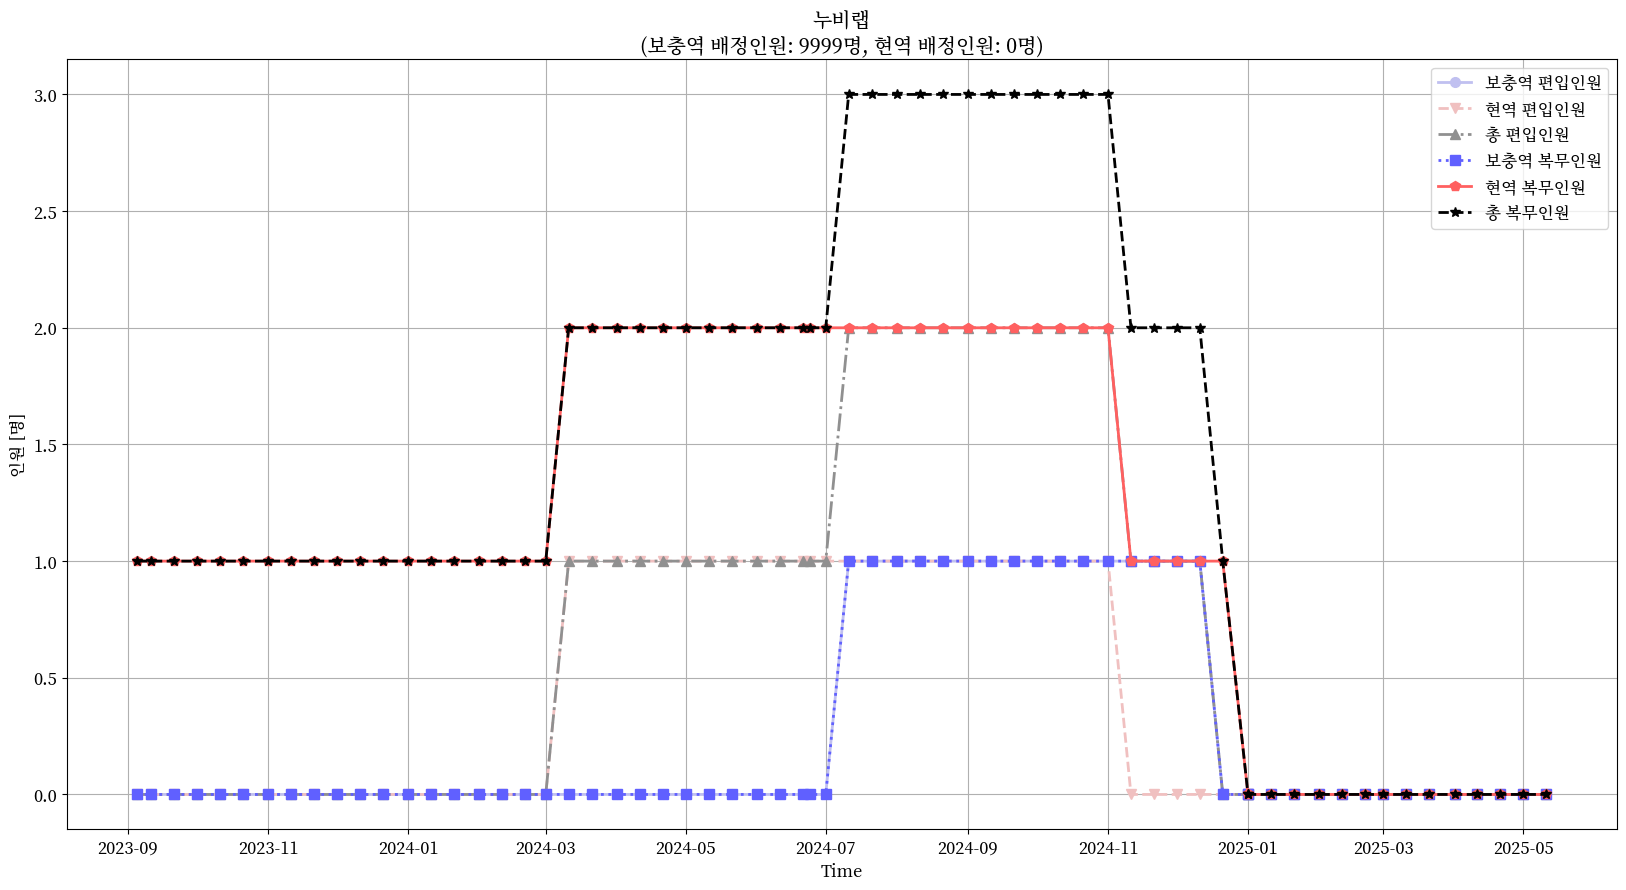 누비랩
(보충역 배정인원: 9999명, 현역 배정인원: 0명)
보충역 편입인원
현역 편입인원
총 편입인원
보충역 복무인원
현역 복무인원
총 복무인원
인원 [명]
3.0
2.5
2.0
1.5
1.0
0.5
0.0
2023-09 2023-11 2024-01 2024-03 2024-05 2024-07 2024-09 2024-11 2025-01 2025-03 2025-05
Time